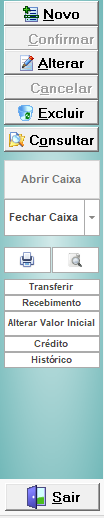 Novo
Confirmar
Alterar
Cancelar
Excluir
Consultar
Abrir Caixa
Fechar Caixa
Transferir
Recebimento
Alterar Valor Inicial
Crédito
Histórico
Sair